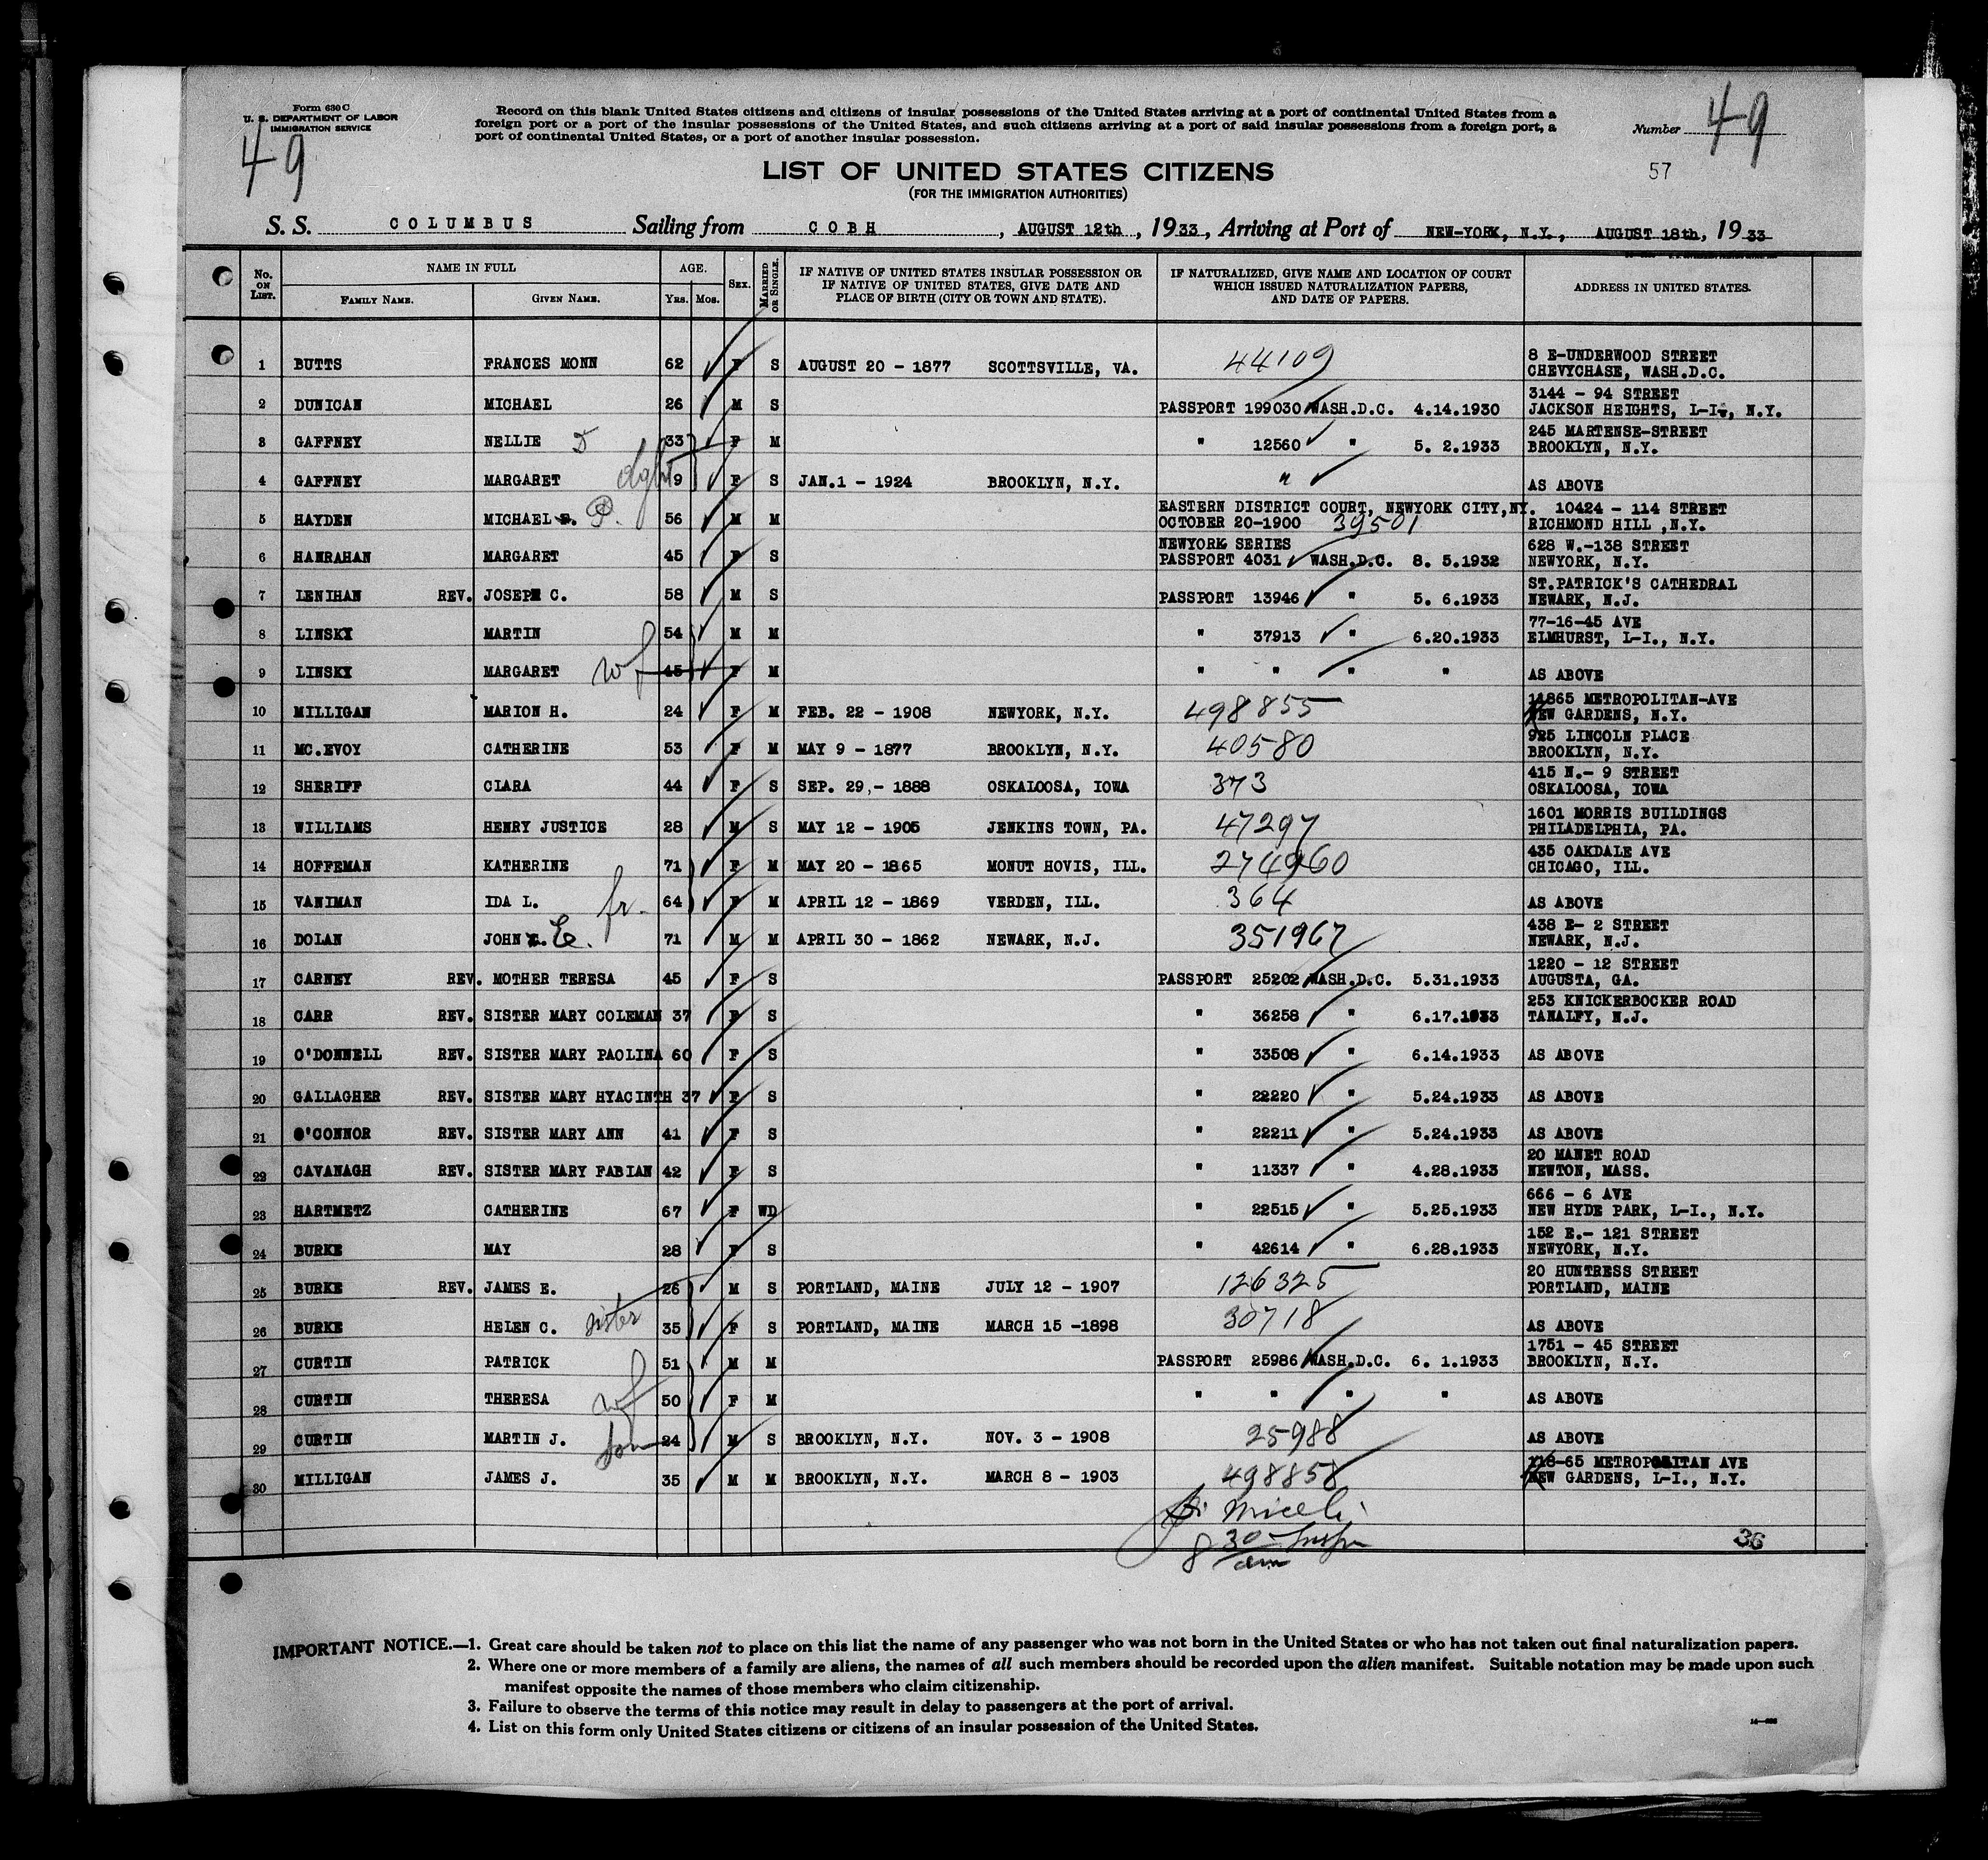 Form 630 C
U. S. DEPARTMENT OF LABOR
IMMIGRATION SERVICE
49
Record on this blank United States citizens and citizens of insular possessions of the United States arriving at a port of continental United States from a
foreign port or a port of the insular possessions of the United States, and such citizens arriving at a port of said insular possessions from a foreign port, a
port of continental United States, or a port of another insular possession.
Number 49
57
LIST OF UNITED STATES CITIZENS
(FOR THE IMMIGRATION AUTHORITIES)
S. S. COLUMBUS Sailing from COBH, AUGUST 12th, 1933, Arriving at Port of NEW-YORK, N.Y., AUGUST 18th, 1933
No. ON LIST. NAME IN FULL FAMILY NAME. GIVEN NAME. AGE. Yrs. Mos. SEX. MARRIED OR SINGLE. IF NATIVE OF UNITED STATES INSULAR POSSESSION OR IF NATIVE OF UNITED STATES, GIVE DATE AND PLACE OF BIRTH (CITY OR TOWN AND STATE). IF NATURALIZED, GIVE NAME AND LOCATION OF COURT WHICH ISSUED NATURALIZATION PAPERS, AND DATE OF PAPERS. ADDRESS IN UNITED STATES.
1 BUTTS FRANCES MONN 62 F S AUGUST 20 - 1877 SCOTTSVILLE, VA. 44109 8 E-UNDERWOOD STREET CHEVYCHASE, WASH.D.C.
2 DUNICAN MICHAEL 26 M S PASSPORT 199030 WASH.D.C. 4.14.1930 3144 - 94 STREET JACKSON HEIGHTS, L-I., N.Y.
3 GAFFNEY NELLIE 33 F M " 12560 " 5. 2.1933 245 MARTENSE-STREET BROOKLYN, N.Y.
4 GAFFNEY MARGARET dght 9 F S JAN.1 - 1924 BROOKLYN, N.Y. " AS ABOVE
5 HAYDEN MICHAEL P. 56 M M EASTERN DISTRICT COURT, NEWYORK CITY,NY. OCTOBER 20-1900 39501 10424 - 114 STREET RICHMOND HILL ,N.Y.
6 HANRAHAN MARGARET 45 F S NEWYORK SERIES PASSPORT 4031 WASH.D.C. 8. 5.1932 628 W.-138 STREET NEWYORK, N.Y.
7 LENIHAN REV. JOSEPH C. 58 M S PASSPORT 13946 " 5. 6.1933 ST.PATRICK'S CATHEDRAL NEWARK, N.J.
8 LINSKY MARTIN 54 M M " 37913 " 6.20.1933 77-16-45 AVE ELMHURST, L-I., N.Y.
9 LINSKY MARGARET wf 45 F M " " " " AS ABOVE
10 MILLIGAN MARION H. 24 F M FEB. 22 - 1908 NEWYORK, N.Y. 498855 11865 METROPOLITAN-AVE KEW GARDENS, N.Y.
11 MC.EVOY CATHERINE 53 F M MAY 9 - 1877 BROOKLYN, N.Y. 40580 925 LINCOLN PLACE BROOKLYN, N.Y.
12 SHERIFF CLARA 44 F S SEP. 29,- 1888 OSKALOOSA, IOWA 373 415 N.- 9 STREET OSKALOOSA, IOWA
13 WILLIAMS HENRY JUSTICE 28 M S MAY 12 - 1905 JENKINS TOWN, PA. 47297 1601 MORRIS BUILDINGS PHILADELPHIA, PA.
14 HOFFEMAN KATHERINE 71 F M MAY 20 - 1865 MONUT HOVIS, ILL. 274960 435 OAKDALE AVE CHICAGO, ILL.
15 VANIMAN IDA L. fr. 64 F M APRIL 12 - 1869 VERDEN, ILL. 364 AS ABOVE
16 DOLAN JOHN E. 71 M M APRIL 30 - 1862 NEWARK, N.J. 351967 438 E- 2 STREET NEWARK, N.J.
17 CARNEY REV. MOTHER TERESA 45 F S PASSPORT 25202 WASH.D.C. 5.31.1933 1220 - 12 STREET AUGUSTA, GA.
18 CARR REV. SISTER MARY COLEMAN 37 F S " 36258 " 6.17.1933 253 KNICKERBOCKER ROAD TANALFY, N.J.
19 O'DONNELL REV. SISTER MARY PAOLINA 60 F S " 33508 " 6.14.1933 AS ABOVE
20 GALLAGHER REV. SISTER MARY HYACINTH 37 F S " 22220 " 5.24.1933 AS ABOVE
21 O'CONNOR REV. SISTER MARY ANN 41 F S " 22211 " 5.24.1933 AS ABOVE
22 CAVANAGH REV. SISTER MARY FABIAN 42 F S " 11337 " 4.28.1933 20 MANET ROAD NEWTON, MASS.
23 HARTMETZ CATHERINE 67 F WD " 22515 " 5.25.1933 666 - 6 AVE NEW HYDE PARK, L-I., N.Y.
24 BURKE MAY 28 F S " 42614 " 6.28.1933 152 E.- 121 STREET NEWYORK, N.Y.
25 BURKE REV. JAMES E. 26 M S PORTLAND, MAINE JULY 12 - 1907 126325 20 HUNTRESS STREET PORTLAND, MAINE
26 BURKE HELEN C. sister 35 F S PORTLAND, MAINE MARCH 15 -1898 30718 AS ABOVE
27 CURTIN PATRICK 51 M M PASSPORT 25986 WASH.D.C. 6. 1.1933 1751 - 45 STREET BROOKLYN, N.Y.
28 CURTIN THERESA wf 50 F M " " " " AS ABOVE
29 CURTIN MARTIN J. son 24 M S BROOKLYN, N.Y. NOV. 3 - 1908 25988 AS ABOVE
30 MILLIGAN JAMES J. 35 M M BROOKLYN, N.Y. MARCH 8 - 1903 498858 118-65 METROPOLITAN AVE KEW GARDENS, L-I., N.Y.
Miceli
8 30 am Insp
36
IMPORTANT NOTICE.—1. Great care should be taken not to place on this list the name of any passenger who was not born in the United States or who has not taken out final naturalization papers.
2. Where one or more members of a family are aliens, the names of all such members should be recorded upon the alien manifest. Suitable notation may be made upon such
manifest opposite the names of those members who claim citizenship.
3. Failure to observe the terms of this notice may result in delay to passengers at the port of arrival.
4. List on this form only United States citizens or citizens of an insular possession of the United States.